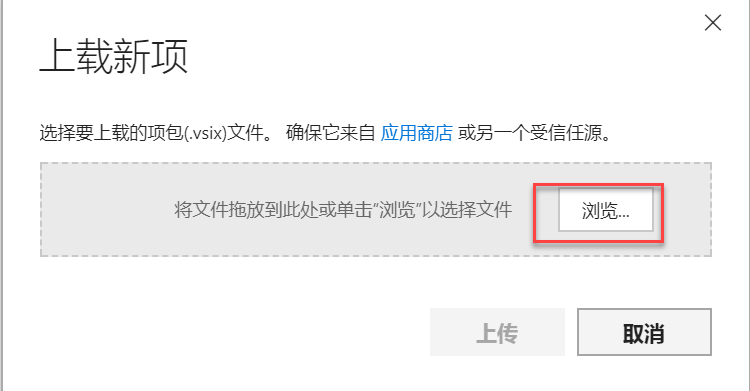 上载新项
选择要上载的项包(.vsix)文件。 确保它来自 应用商店 或另一个受信任源。
将文件拖放到此处或单击“浏览”以选择文件
浏览...
上传
取消